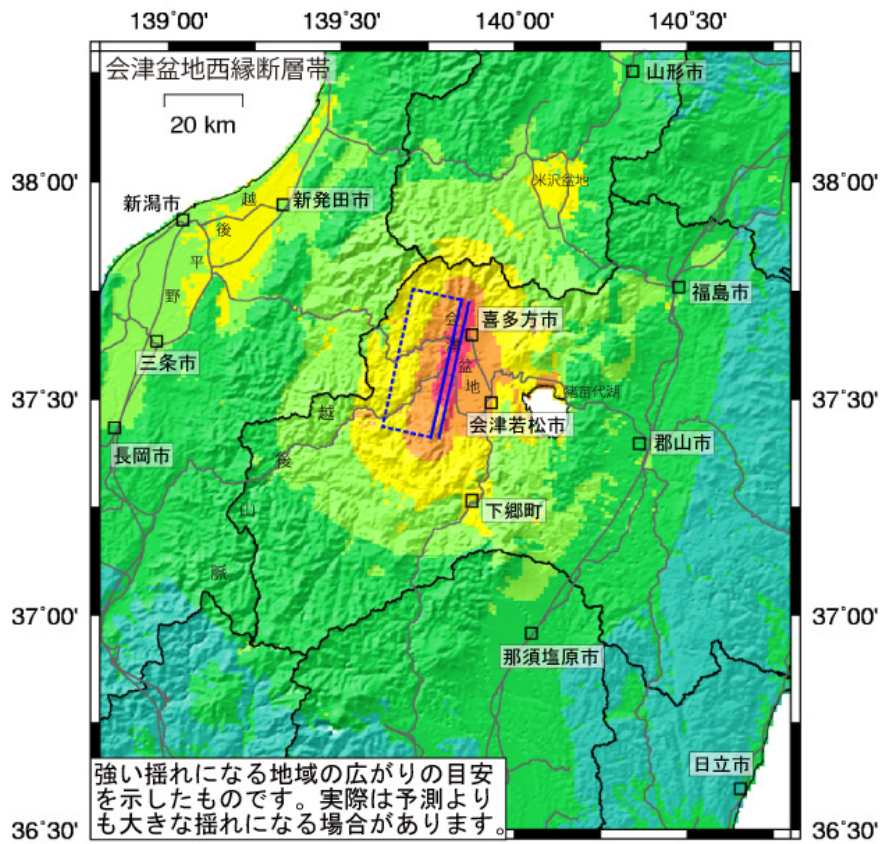 139˚00' 139˚30' 140˚00' 140˚30'
会津盆地西縁断層帯
20 km
山形市
38˚00' 38˚00'
米沢盆地
新潟市
新発田市
越
後
平
野
福島市
喜多方市
三条市
会
津
盆
地
37˚30' 37˚30'
猪苗代湖
会津若松市
長岡市
郡山市
越
後
山
脈
下郷町
37˚00' 37˚00'
那須塩原市
日立市
強い揺れになる地域の広がりの目安
を示したものです。実際は予測より
も大きな揺れになる場合があります。
36˚30' 36˚30'